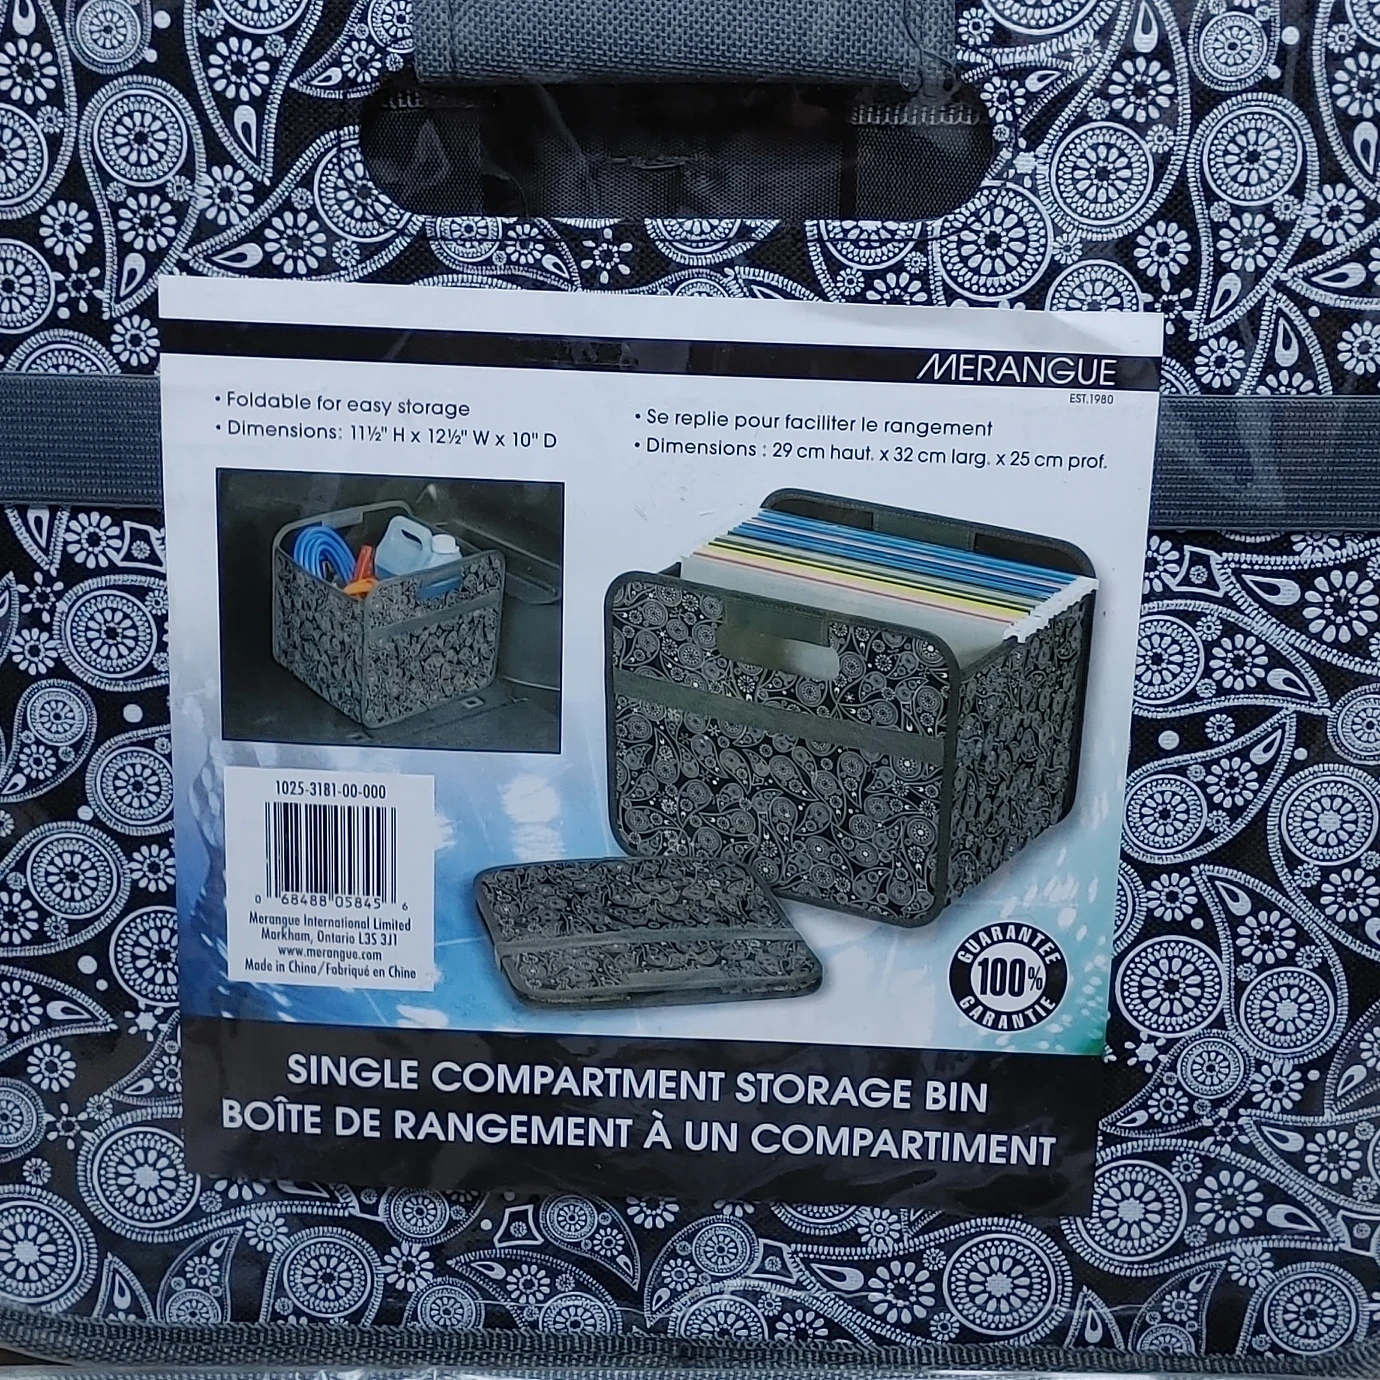 MERANGUE
EST.1980
• Foldable for easy storage
• Dimensions: 11½" H x 12½" W x 10" D
• Se replie pour faciliter le rangement
• Dimensions : 29 cm haut. x 32 cm larg. x 25 cm prof.
1025-3181-00-000
0 68488 05845 6
Merangue International Limited
Markham, Ontario L3S 3J1
www.merangue.com
Made in China/Fabriqué en Chine
GUARANTEE
100%
GARANTIE
SINGLE COMPARTMENT STORAGE BIN
BOÎTE DE RANGEMENT À UN COMPARTIMENT